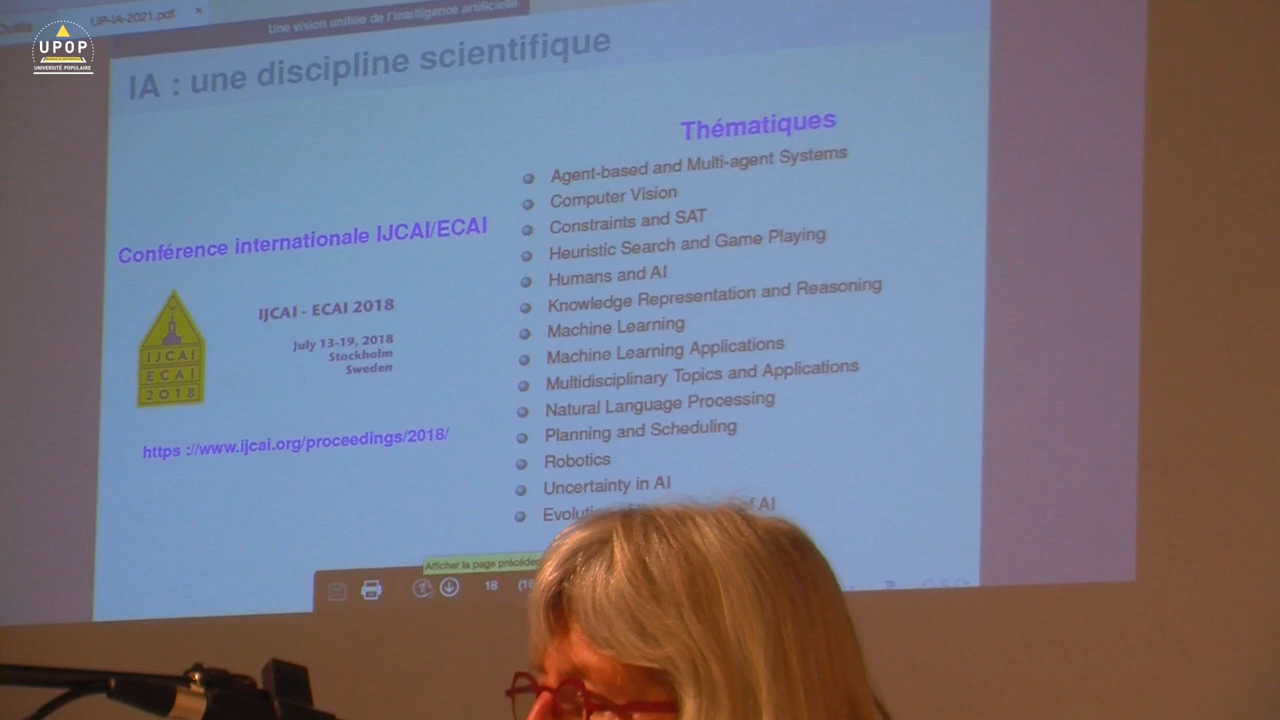 UP-IA-2021.pdf ×
Une vision unifiée de l'intelligence artificielle
UPOP
UNIVERSITÉ POPULAIRE
IA : une discipline scientifique
Thématiques
Agent-based and Multi-agent Systems
Computer Vision
Constraints and SAT
Heuristic Search and Game Playing
Humans and AI
Knowledge Representation and Reasoning
Machine Learning
Machine Learning Applications
Multidisciplinary Topics and Applications
Natural Language Processing
Planning and Scheduling
Robotics
Uncertainty in AI
of AI
Conférence internationale IJCAI/ECAI
IJCAI - ECAI 2018
July 13-19, 2018
Stockholm
Sweden
IJCAI
ECAI
2018
https ://www.ijcai.org/proceedings/2018/
Afficher la page
18